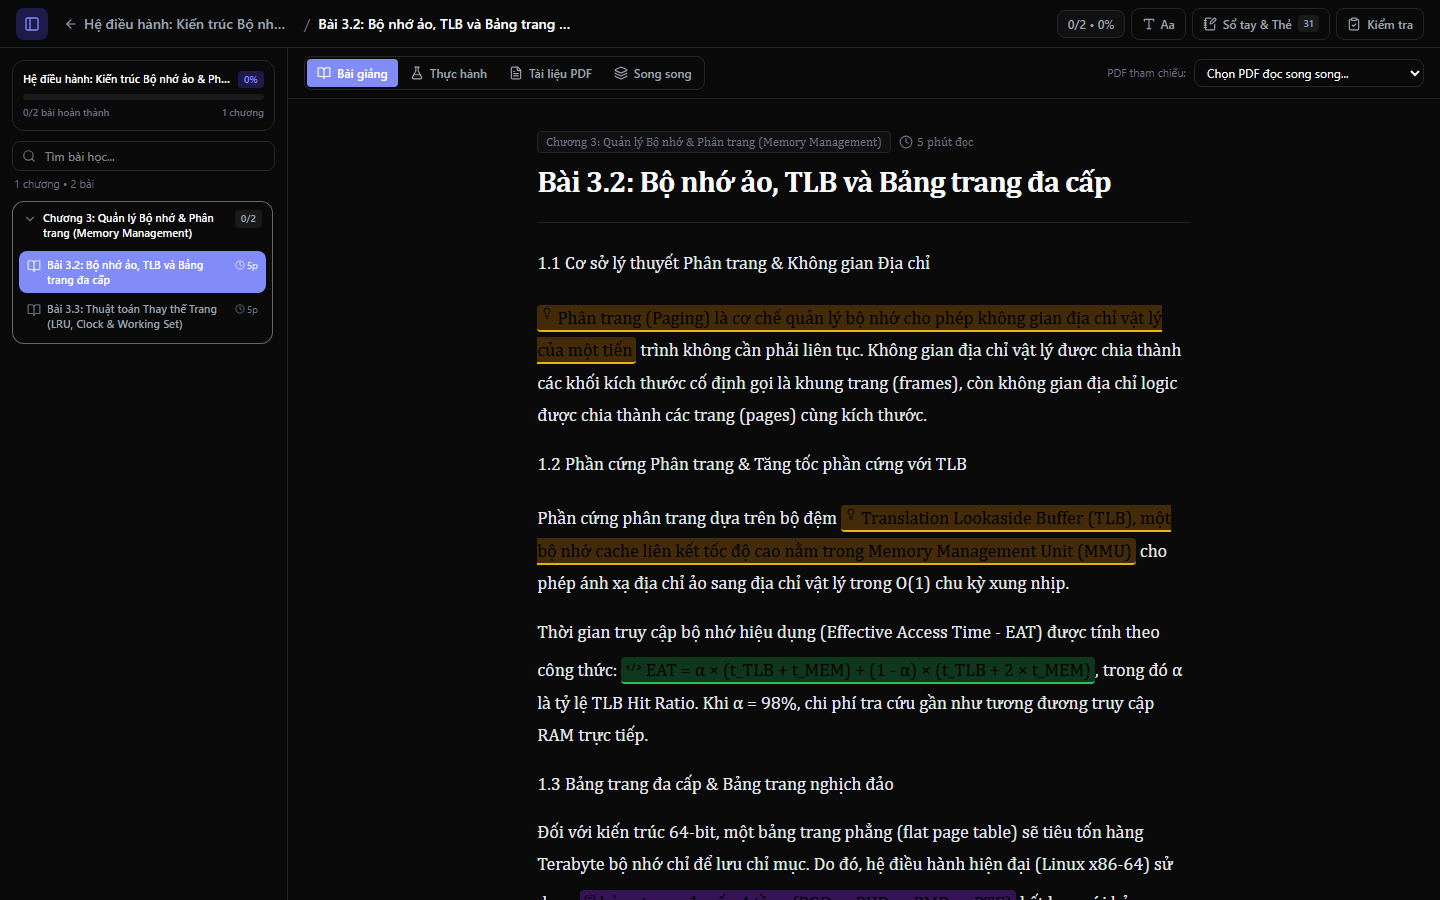 Hệ điều hành: Kiến trúc Bộ nh... / Bài 3.2: Bộ nhớ ảo, TLB và Bảng trang ...
0/2 • 0%
Aa
Sổ tay & Thẻ 31
Kiểm tra
Hệ điều hành: Kiến trúc Bộ nhớ ảo & Ph... 0%
0/2 bài hoàn thành 1 chương
Tìm bài học...
1 chương • 2 bài
Chương 3: Quản lý Bộ nhớ & Phân trang (Memory Management) 0/2
Bài 3.2: Bộ nhớ ảo, TLB và Bảng trang đa cấp 5p
Bài 3.3: Thuật toán Thay thế Trang (LRU, Clock & Working Set) 5p
Bài giảng Thực hành Tài liệu PDF Song song
PDF tham chiếu: Chọn PDF đọc song song...
Chương 3: Quản lý Bộ nhớ & Phân trang (Memory Management) 5 phút đọc
Bài 3.2: Bộ nhớ ảo, TLB và Bảng trang đa cấp
1.1 Cơ sở lý thuyết Phân trang & Không gian Địa chỉ
Phân trang (Paging) là cơ chế quản lý bộ nhớ cho phép không gian địa chỉ vật lý
của một tiến trình không cần phải liên tục. Không gian địa chỉ vật lý được chia thành
các khối kích thước cố định gọi là khung trang (frames), còn không gian địa chỉ logic
được chia thành các trang (pages) cùng kích thước.
1.2 Phần cứng Phân trang & Tăng tốc phần cứng với TLB
Phần cứng phân trang dựa trên bộ đệm Translation Lookaside Buffer (TLB), một
bộ nhớ cache liên kết tốc độ cao nằm trong Memory Management Unit (MMU) cho
phép ánh xạ địa chỉ ảo sang địa chỉ vật lý trong O(1) chu kỳ xung nhịp.
Thời gian truy cập bộ nhớ hiệu dụng (Effective Access Time - EAT) được tính theo
công thức: </> EAT = α × (t_TLB + t_MEM) + (1 - α) × (t_TLB + 2 × t_MEM), trong đó α
là tỷ lệ TLB Hit Ratio. Khi α = 98%, chi phí tra cứu gần như tương đương truy cập
RAM trực tiếp.
1.3 Bảng trang đa cấp & Bảng trang nghịch đảo
Đối với kiến trúc 64-bit, một bảng trang phẳng (flat page table) sẽ tiêu tốn hàng
Terabyte bộ nhớ chỉ để lưu chỉ mục. Do đó, hệ điều hành hiện đại (Linux x86-64) sử